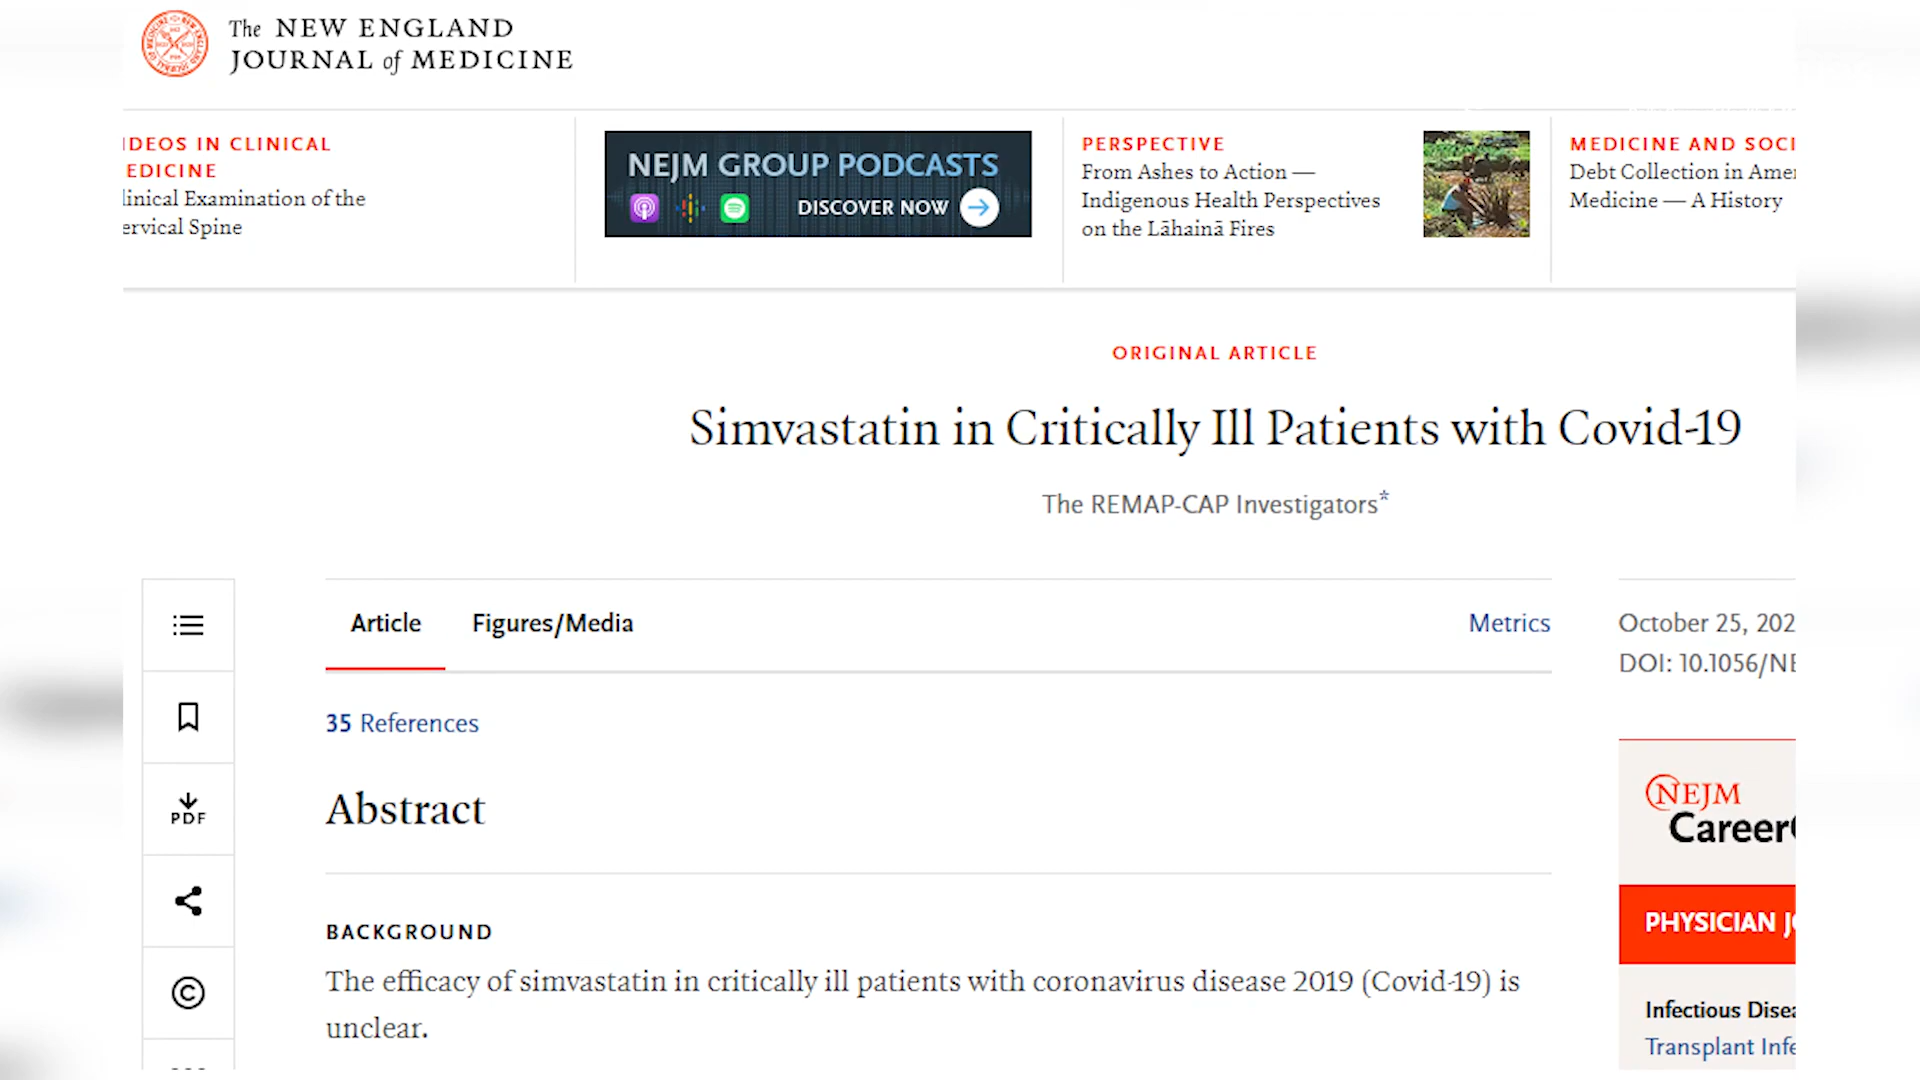 The NEW ENGLAND
JOURNAL of MEDICINE
IDEOS IN CLINICAL
EDICINE
linical Examination of the
ervical Spine
NEJM GROUP PODCASTS
DISCOVER NOW
PERSPECTIVE
From Ashes to Action —
Indigenous Health Perspectives
on the Lāhainā Fires
MEDICINE AND SOCI
Debt Collection in Amer
Medicine — A History
ORIGINAL ARTICLE
Simvastatin in Critically Ill Patients with Covid-19
The REMAP-CAP Investigators*
Article Figures/Media Metrics
October 25, 202
DOI: 10.1056/NE
35 References
Abstract
PDF
NEJM
Career
PHYSICIAN J
BACKGROUND
The efficacy of simvastatin in critically ill patients with coronavirus disease 2019 (Covid-19) is
unclear.
Infectious Disea
Transplant Infe